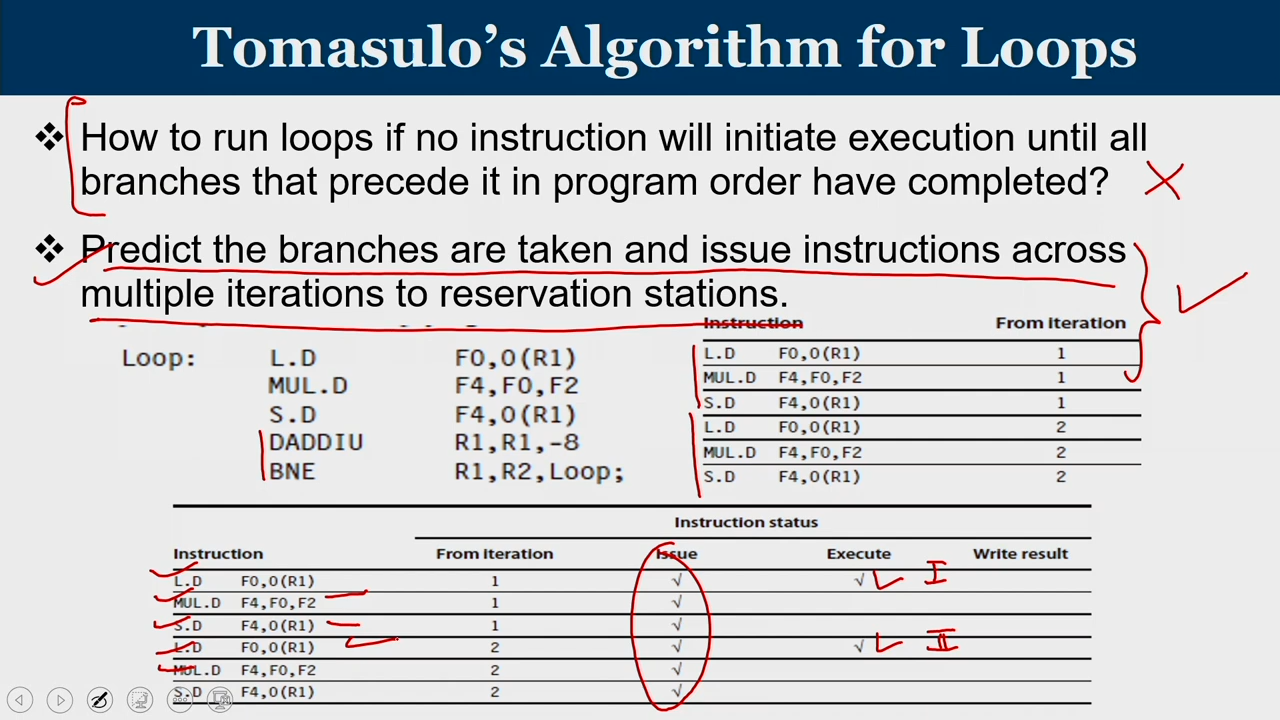 Tomasulo's Algorithm for Loops
❖ How to run loops if no instruction will initiate execution until all
branches that precede it in program order have completed?
❖ Predict the branches are taken and issue instructions across
multiple iterations to reservation stations.
Loop: L.D F0,0(R1)
MUL.D F4,F0,F2
S.D F4,0(R1)
DADDIU R1,R1,-8
BNE R1,R2,Loop;
Instruction From iteration
L.D F0,0(R1) 1
MUL.D F4,F0,F2 1
S.D F4,0(R1) 1
L.D F0,0(R1) 2
MUL.D F4,F0,F2 2
S.D F4,0(R1) 2
Instruction status
Instruction From iteration Issue Execute Write result
L.D F0,0(R1) 1 √ √ I
MUL.D F4,F0,F2 1 √
S.D F4,0(R1) 1 √
L.D F0,0(R1) 2 √ √ II
MUL.D F4,F0,F2 2 √
S.D F4,0(R1) 2 √